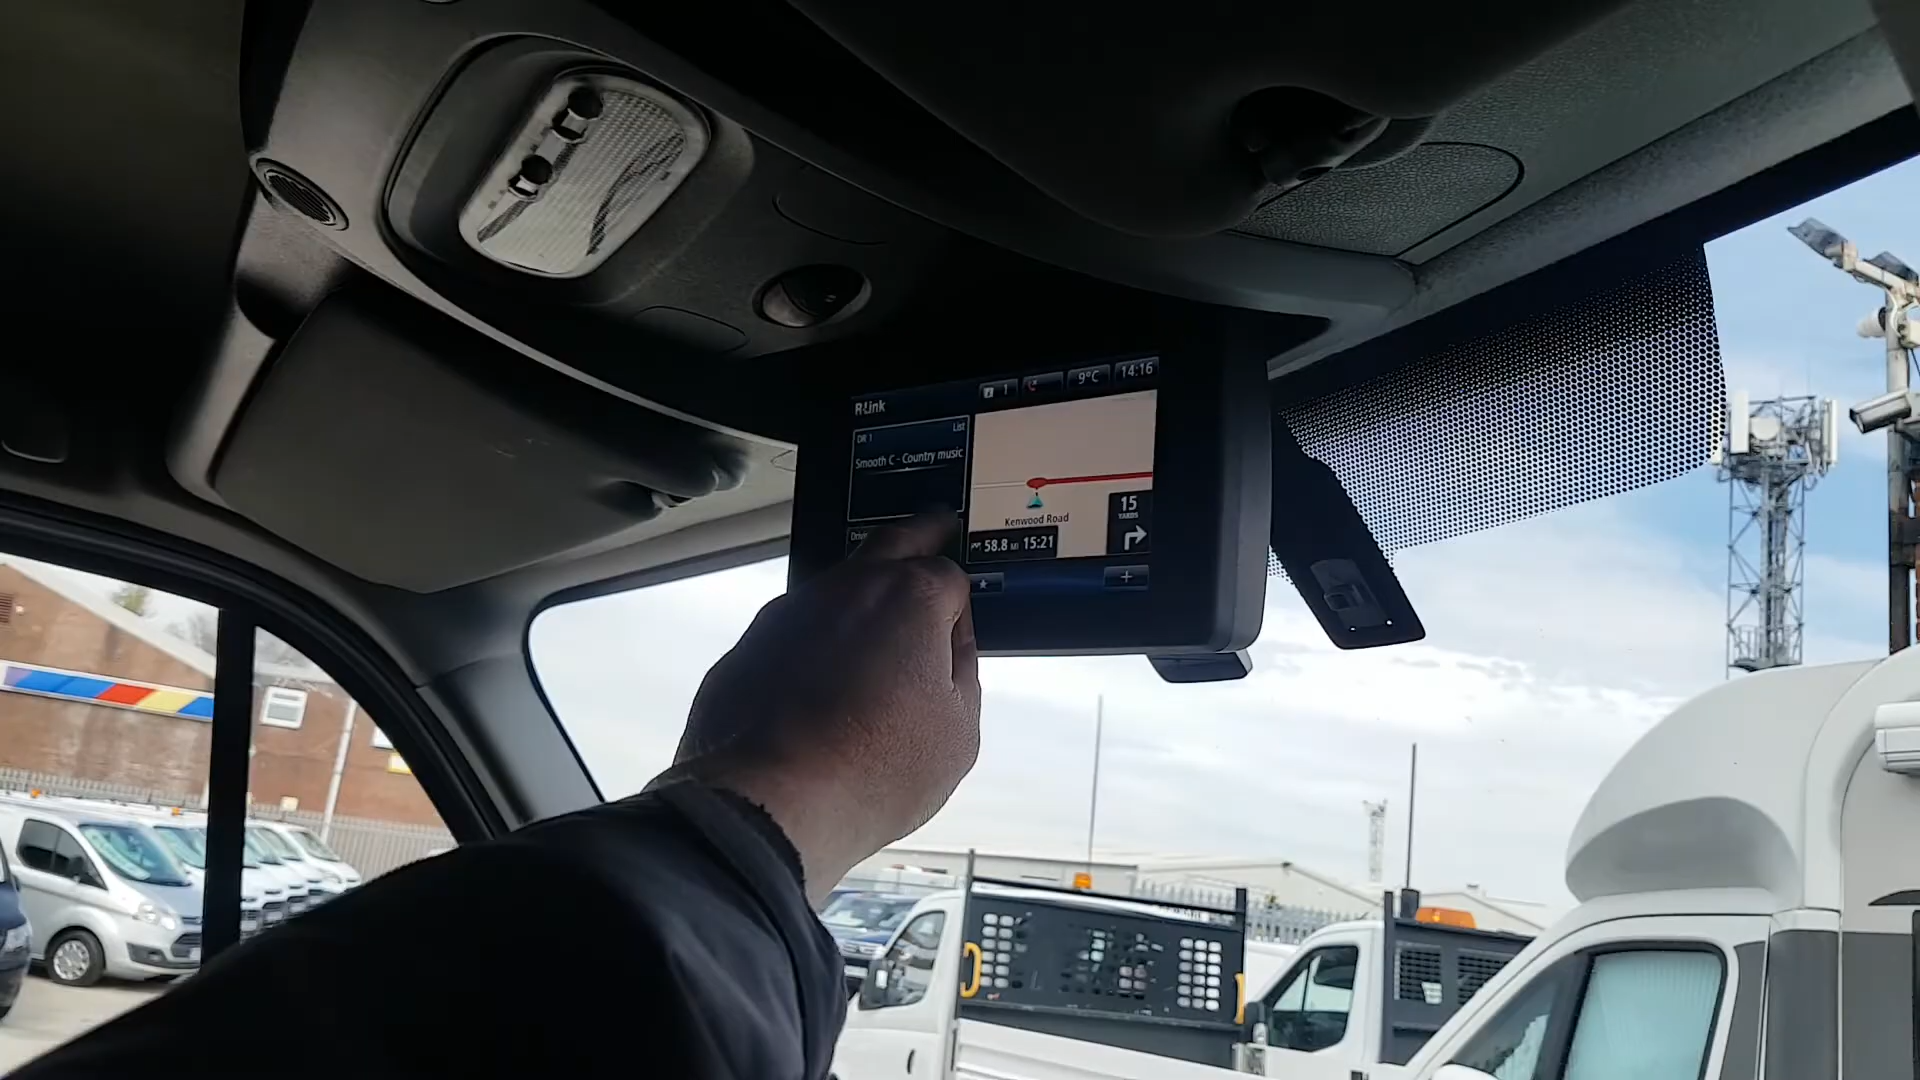 R-Link
1
9°C
14:16
DR 1
List
Smooth C - Country music
Kenwood Road
15
YARDS
58.8 MI 15:21